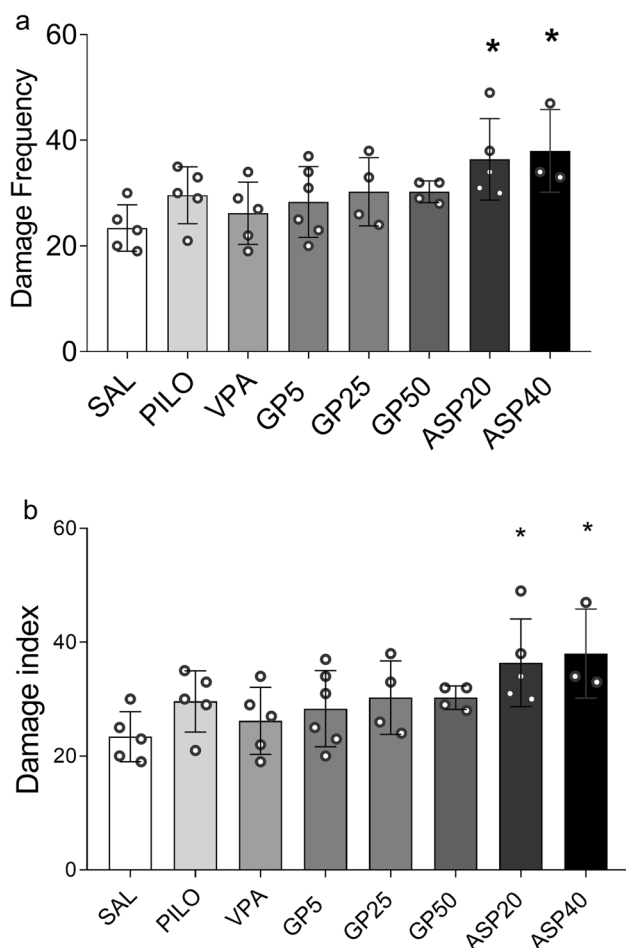 a
Damage Frequency
60
40
20
0
* *
SAL PILO VPA GP5 GP25 GP50 ASP20 ASP40
b
Damage index
60
40
20
0
* *
SAL PILO VPA GP5 GP25 GP50 ASP20 ASP40